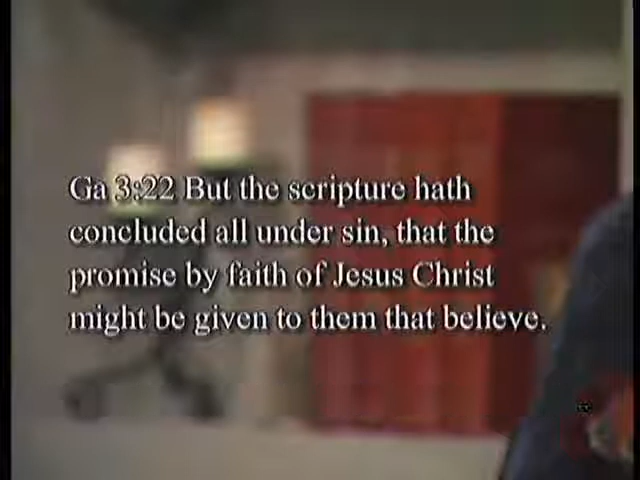 Ga 3:22 But the scripture hath
concluded all under sin, that the
promise by faith of Jesus Christ
might be given to them that believe.